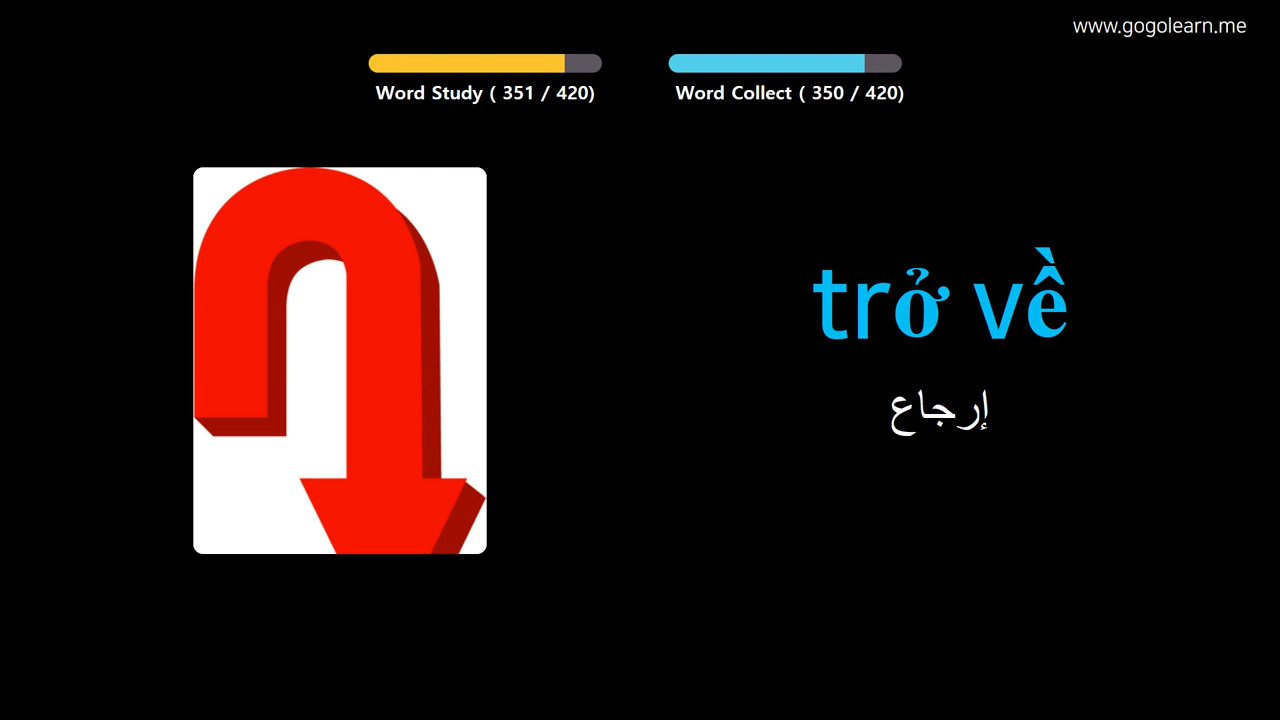 www.gogolearn.me
Word Study ( 351 / 420)
Word Collect ( 350 / 420)
trở về
إرجاع